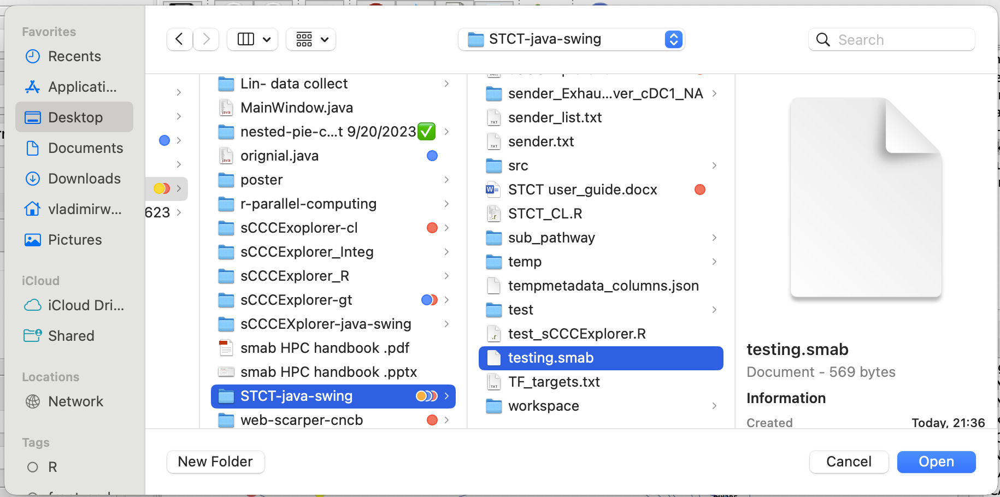 Favorites
Recents
Applicati...
Desktop
Documents
Downloads
vladimirw...
Pictures
iCloud
iCloud Dri...
Shared
Locations
Network
Tags
R
STCT-java-swing
Search
623
Lin- data collect
MainWindow.java
nested-pie-c...t 9/20/2023✅
orignial.java
poster
r-parallel-computing
sCCCExoplorer-cl
sCCCExplorer_Integ
sCCCExplorer_R
sCCCExplorer-gt
sCCCEXplorer-java-swing
smab HPC handbook .pdf
smab HPC handbook .pptx
STCT-java-swing
web-scarper-cncb
sender_Exhau...ver_cDC1_NA
sender_list.txt
sender.txt
src
STCT user_guide.docx
STCT_CL.R
sub_pathway
temp
tempmetadata_columns.json
test
test_sCCCExplorer.R
testing.smab
TF_targets.txt
workspace
testing.smab
Document - 569 bytes
Information
Created Today, 21:36
New Folder
Cancel
Open